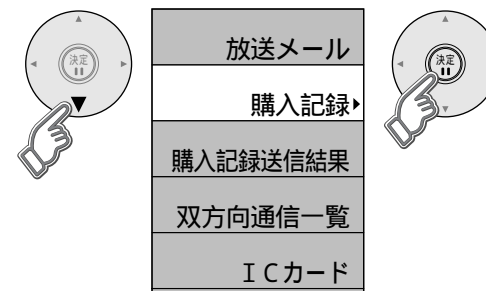 決定
放送メール
購入記録
購入記録送信結果
双方向通信一覧
ＩＣカード
決定